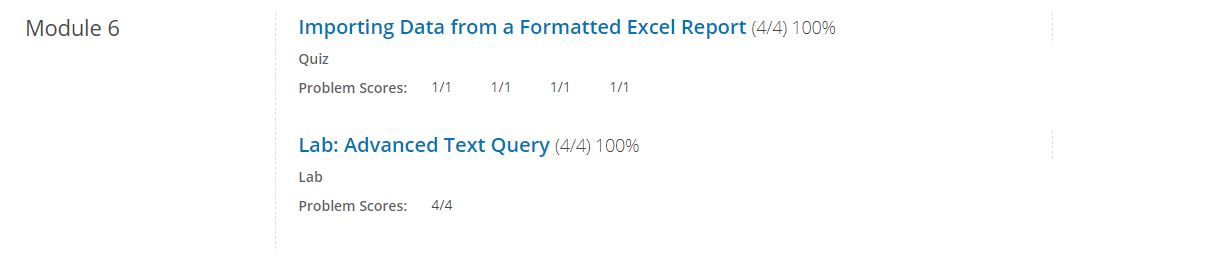 Module 6
Importing Data from a Formatted Excel Report (4/4) 100%
Quiz
Problem Scores: 1/1 1/1 1/1 1/1
Lab: Advanced Text Query (4/4) 100%
Lab
Problem Scores: 4/4